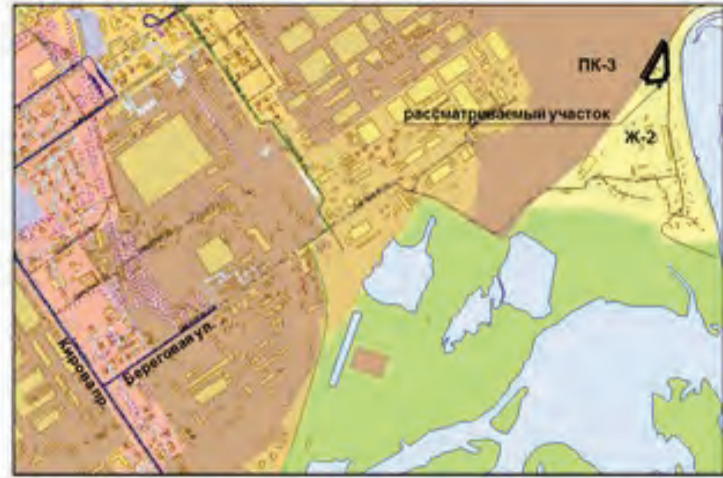 ПК-3
рассматриваемый участок
Ж-2
Береговая ул.
Кирова пр.